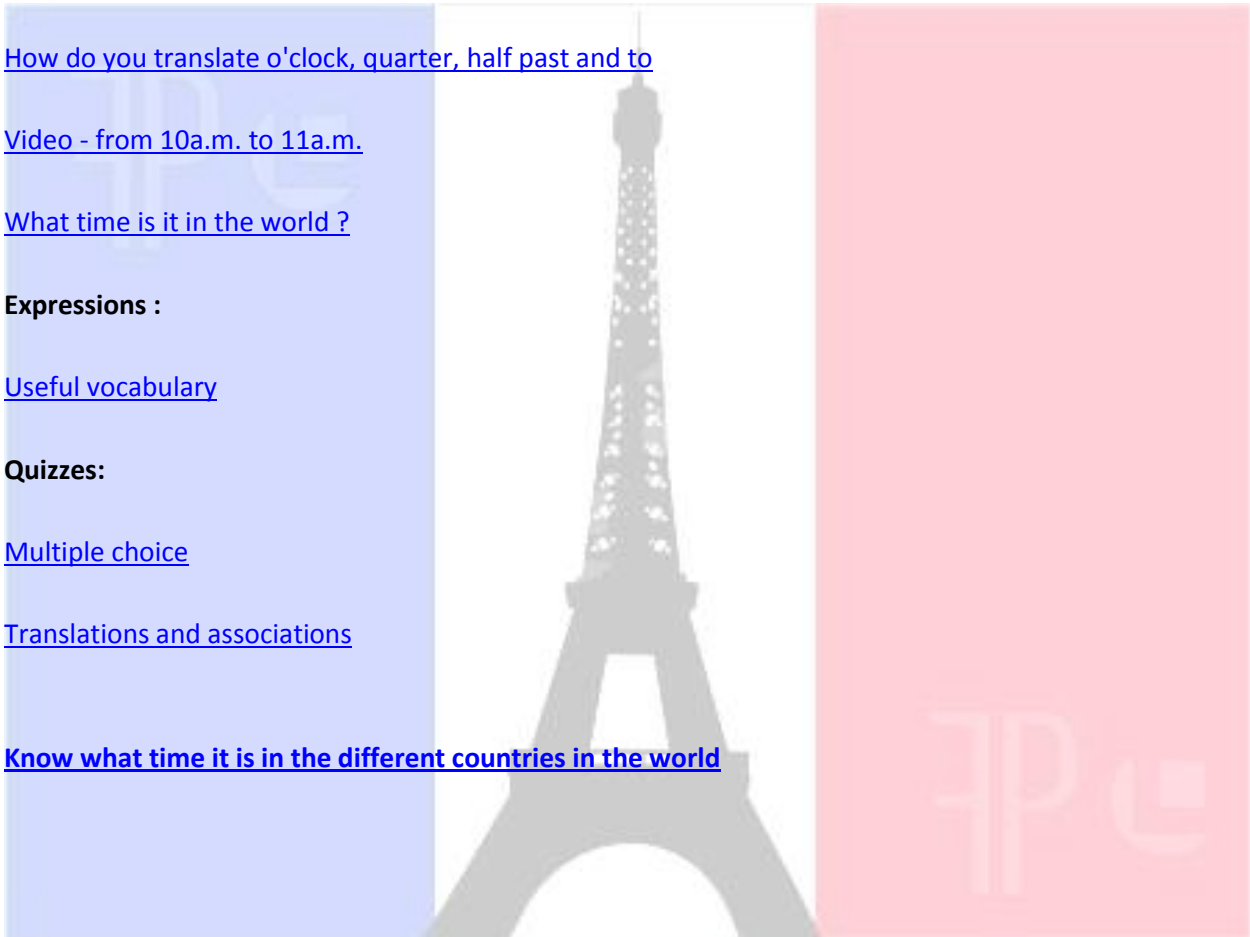 How do you translate o'clock, quarter, half past and to
Video - from 10a.m. to 11a.m.
What time is it in the world ?
Expressions :
Useful vocabulary
Quizzes:
Multiple choice
Translations and associations
Know what time it is in the different countries in the world